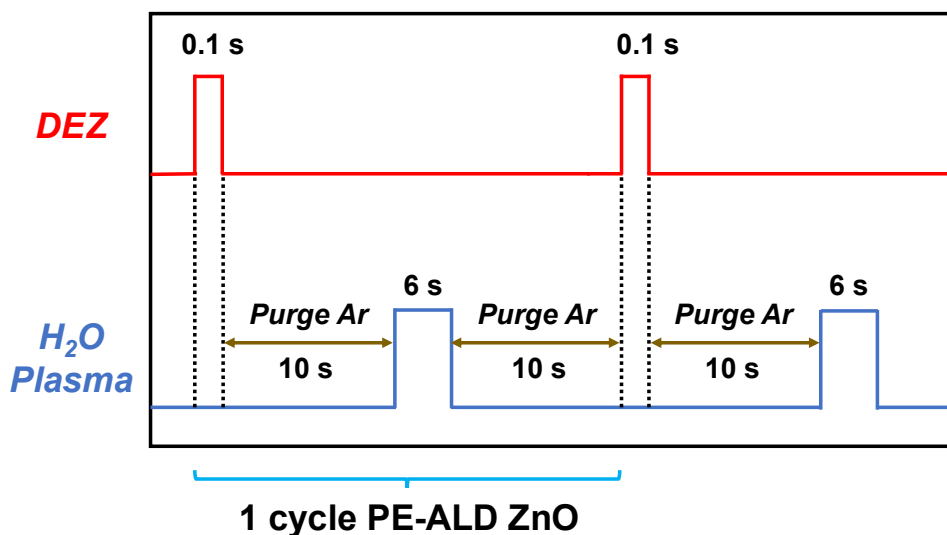 0.1 s
0.1 s
DEZ
6 s
6 s
Purge Ar
Purge Ar
Purge Ar
H₂O
Plasma
10 s
10 s
10 s
1 cycle PE-ALD ZnO